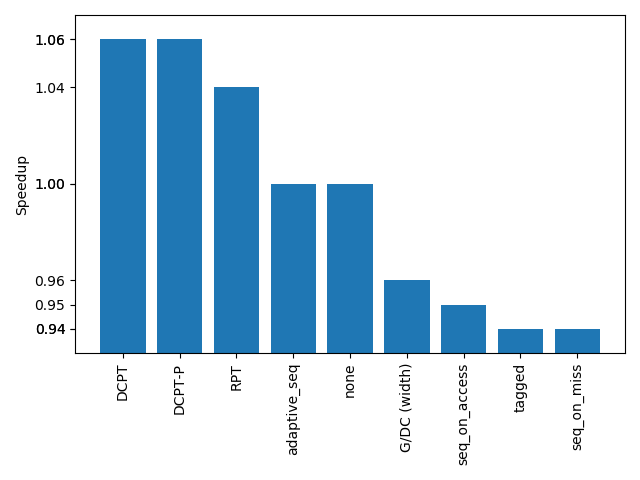 1.06
1.04
1.00
0.96
0.95
0.94
Speedup
DCPT
DCPT-P
RPT
adaptive_seq
none
G/DC (width)
seq_on_access
tagged
seq_on_miss